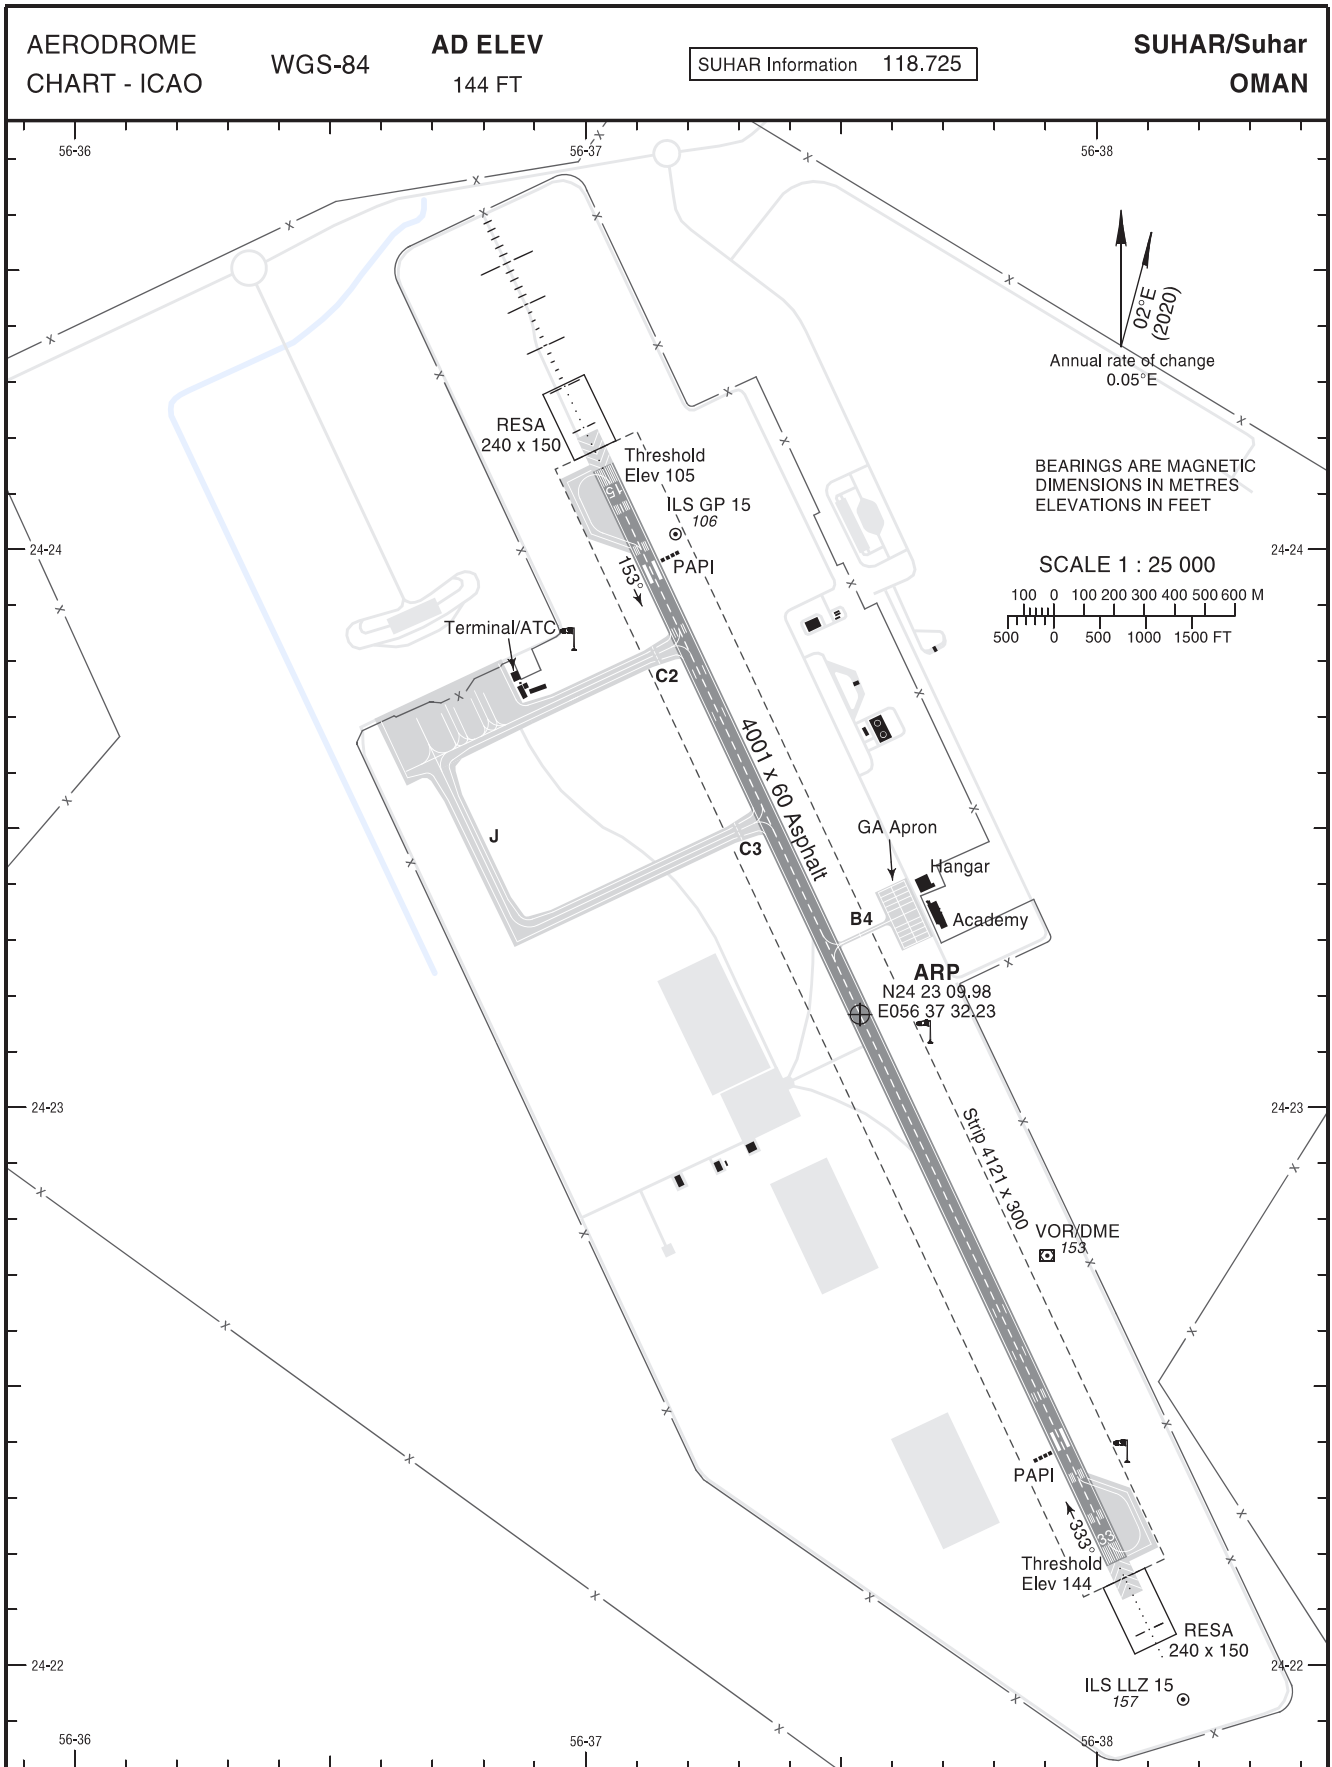 AERODROME
CHART - ICAO
WGS-84
AD ELEV
144 FT
SUHAR Information 118.725
SUHAR/Suhar
OMAN
56-36
56-37
56-38
02°E
(2020)
Annual rate of change
0.05°E
RESA
240 x 150
Threshold
Elev 105
15
ILS GP 15
106
PAPI
153°
BEARINGS ARE MAGNETIC
DIMENSIONS IN METRES
ELEVATIONS IN FEET
24-24
24-24
SCALE 1 : 25 000
100 0 100 200 300 400 500 600 M
500 0 500 1000 1500 FT
Terminal/ATC
C2
4001 x 60 Asphalt
J
C3
GA Apron
Hangar
B4
Academy
ARP
N24 23 09.98
E056 37 32.23
24-23
24-23
Strip 4121 x 300
VOR/DME
153
PAPI
333°
33
Threshold
Elev 144
RESA
240 x 150
24-22
24-22
ILS LLZ 15
157
56-36
56-37
56-38